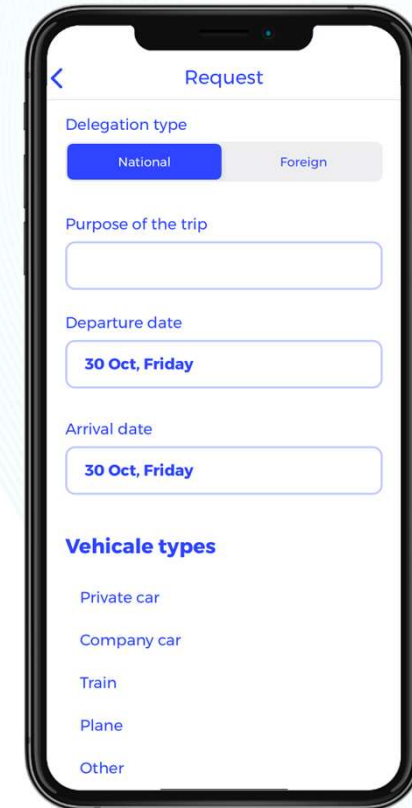 Request
Delegation type
National Foreign
Purpose of the trip
Departure date
30 Oct, Friday
Arrival date
30 Oct, Friday
Vehicale types
Private car
Company car
Train
Plane
Other